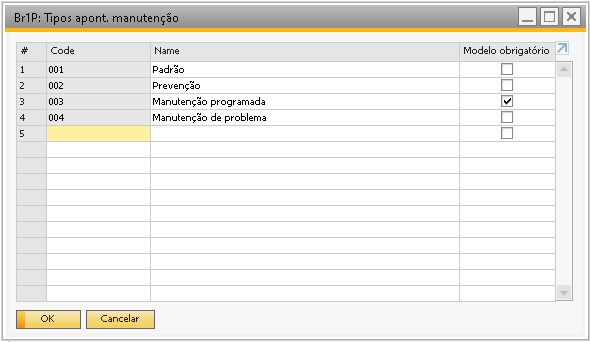 Br1P: Tipos apont. manutenção
# Code Name Modelo obrigatório
1 001 Padrão
2 002 Prevenção
3 003 Manutenção programada
4 004 Manutenção de problema
5
OK Cancelar